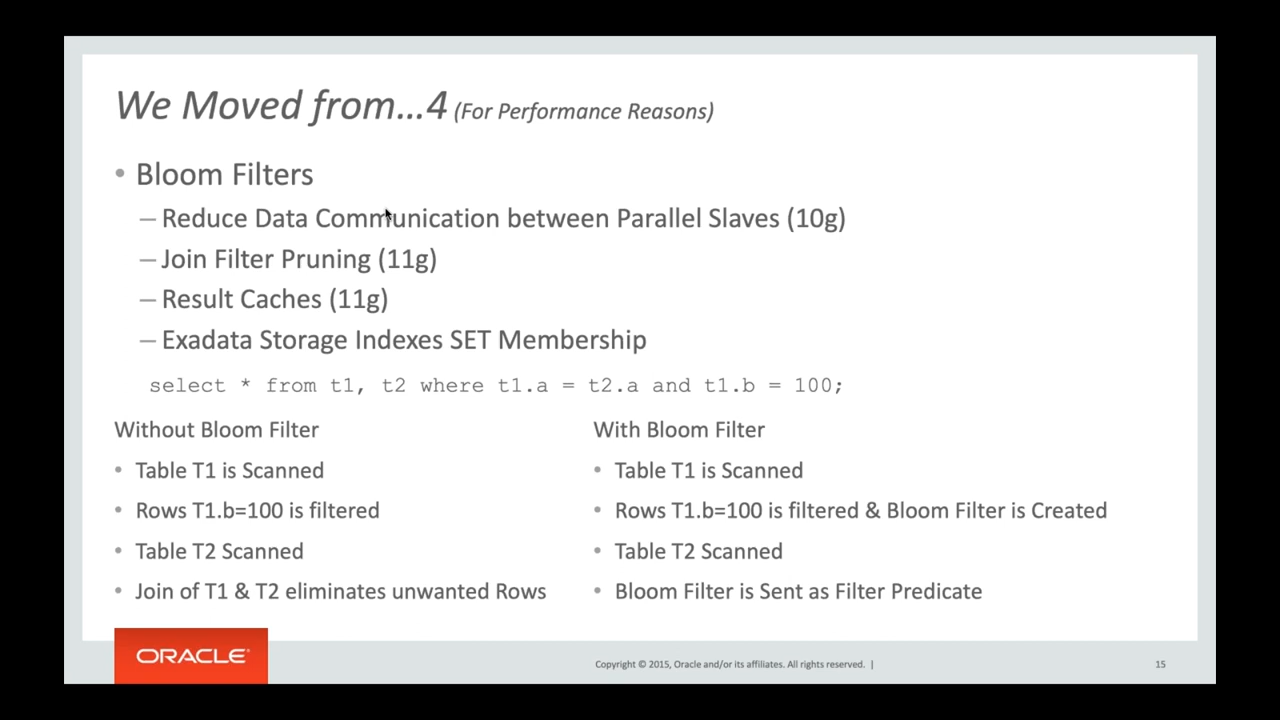 We Moved from...4 (For Performance Reasons)
• Bloom Filters
– Reduce Data Communication between Parallel Slaves (10g)
– Join Filter Pruning (11g)
– Result Caches (11g)
– Exadata Storage Indexes SET Membership
select * from t1, t2 where t1.a = t2.a and t1.b = 100;
Without Bloom Filter
• Table T1 is Scanned
• Rows T1.b=100 is filtered
• Table T2 Scanned
• Join of T1 & T2 eliminates unwanted Rows
With Bloom Filter
• Table T1 is Scanned
• Rows T1.b=100 is filtered & Bloom Filter is Created
• Table T2 Scanned
• Bloom Filter is Sent as Filter Predicate
ORACLE®
Copyright © 2015, Oracle and/or its affiliates. All rights reserved. |
15